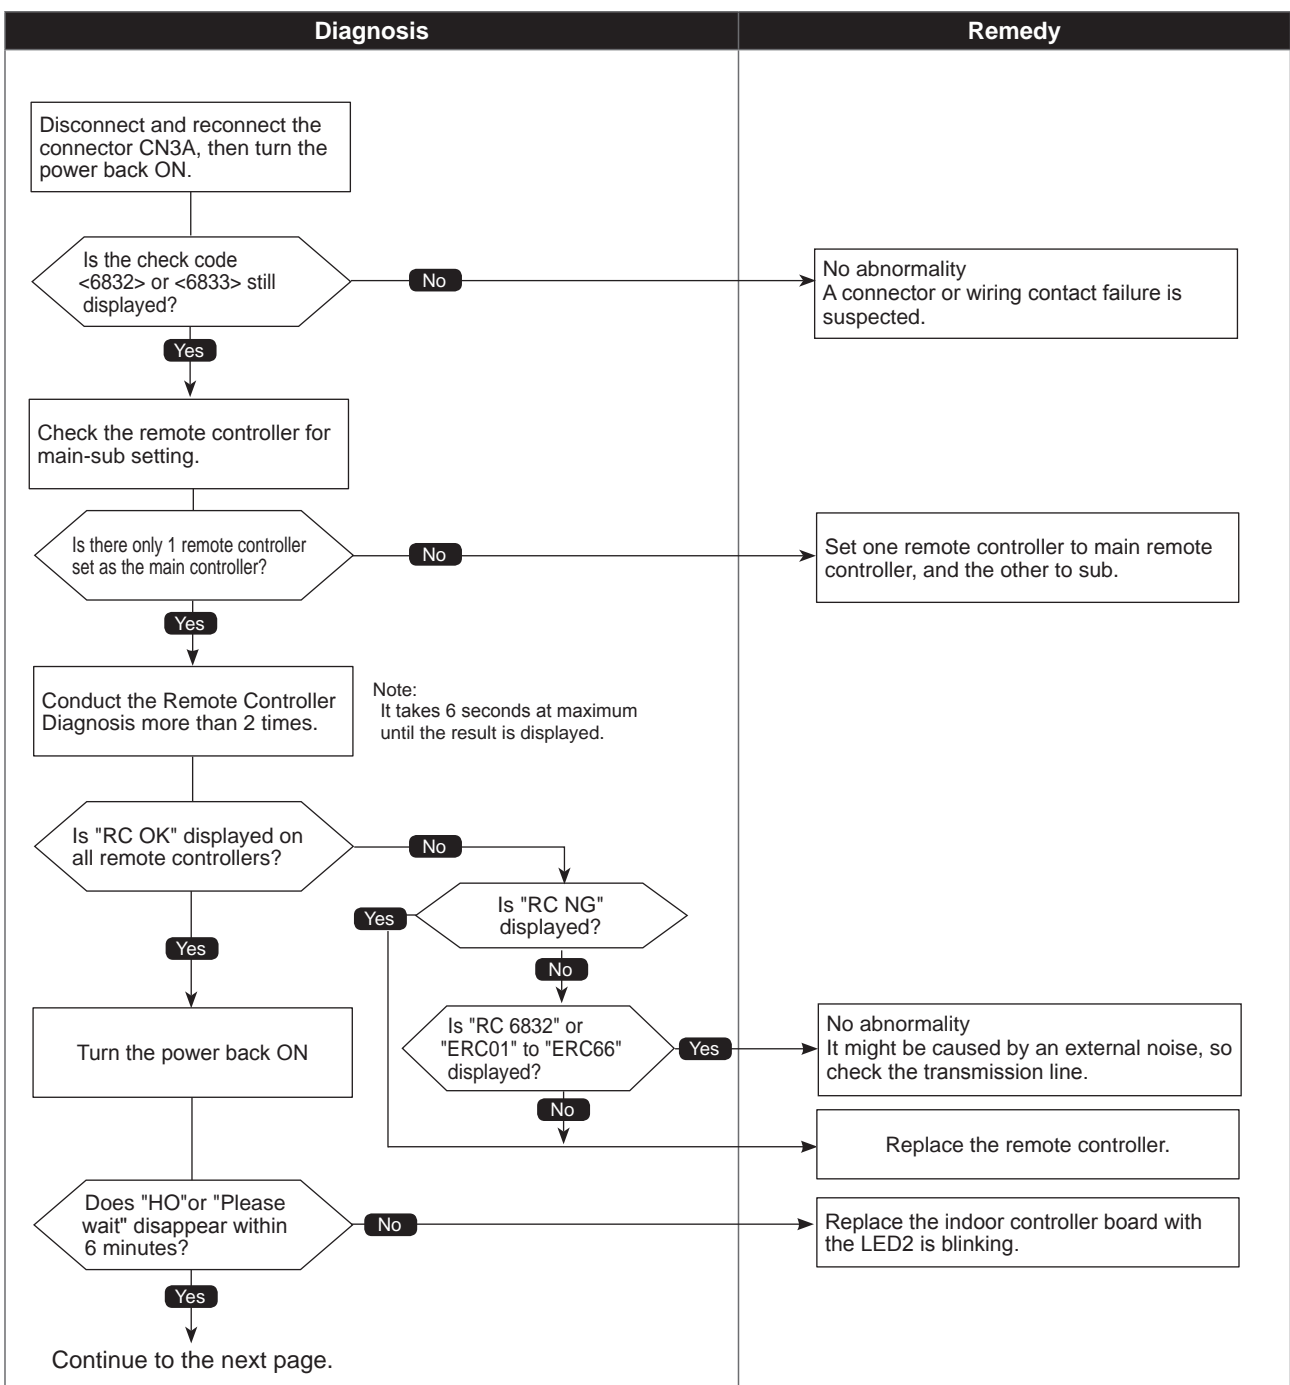 Diagnosis
Remedy
Disconnect and reconnect the
connector CN3A, then turn the
power back ON.
Is the check code
<6832> or <6833> still
displayed?
No
No abnormality
A connector or wiring contact failure is
suspected.
Yes
Check the remote controller for
main-sub setting.
Is there only 1 remote controller
set as the main controller?
No
Set one remote controller to main remote
controller, and the other to sub.
Yes
Conduct the Remote Controller
Diagnosis more than 2 times.
Note:
It takes 6 seconds at maximum
until the result is displayed.
Is "RC OK" displayed on
all remote controllers?
No
Is "RC NG"
displayed?
Yes
Yes
No
Turn the power back ON
Is "RC 6832" or
"ERC01" to "ERC66"
displayed?
Yes
No abnormality
It might be caused by an external noise, so
check the transmission line.
No
Replace the remote controller.
Does "HO"or "Please
wait" disappear within
6 minutes?
No
Replace the indoor controller board with
the LED2 is blinking.
Yes
Continue to the next page.